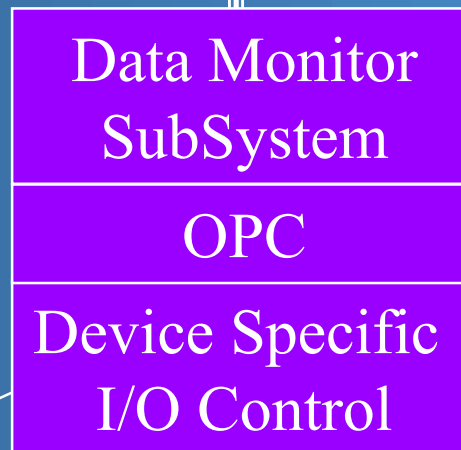 Data Monitor
SubSystem
OPC
Device Specific
I/O Control